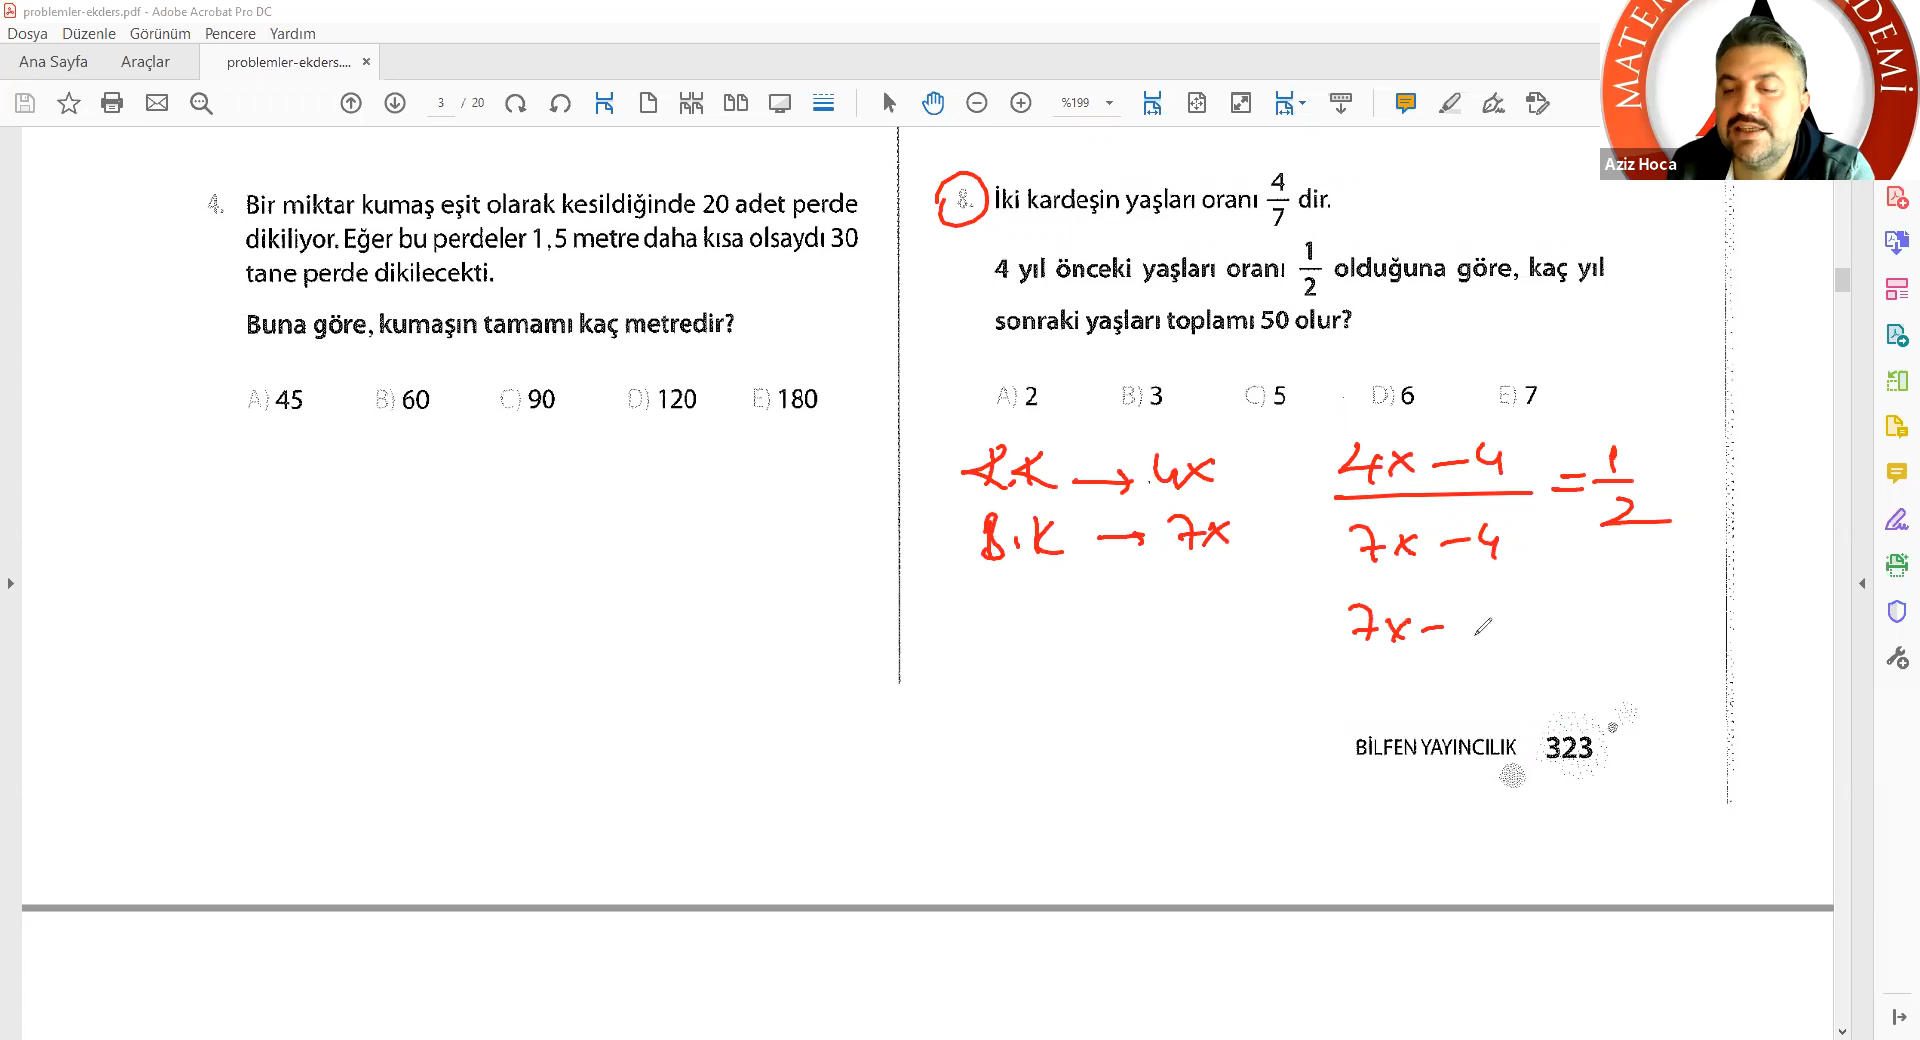 problemler-ekders.pdf - Adobe Acrobat Pro DC
Dosya Düzenle Görünüm Pencere Yardım
Ana Sayfa Araçlar problemler-ekders.... ×
3 / 20 %199
MATEM DEMİ
Aziz Hoca
4. Bir miktar kumaş eşit olarak kesildiğinde 20 adet perde
dikiliyor. Eğer bu perdeler 1,5 metre daha kısa olsaydı 30
tane perde dikilecekti.
Buna göre, kumaşın tamamı kaç metredir?
A) 45 B) 60 C) 90 D) 120 E) 180
8. İki kardeşin yaşları oranı 4/7 dir.
4 yıl önceki yaşları oranı 1/2 olduğuna göre, kaç yıl
sonraki yaşları toplamı 50 olur?
A) 2 B) 3 C) 5 D) 6 E) 7
K.K → 4x
B.K → 7x
4x - 4 / 7x - 4 = 1/2
7x -
BİLFEN YAYINCILIK 323